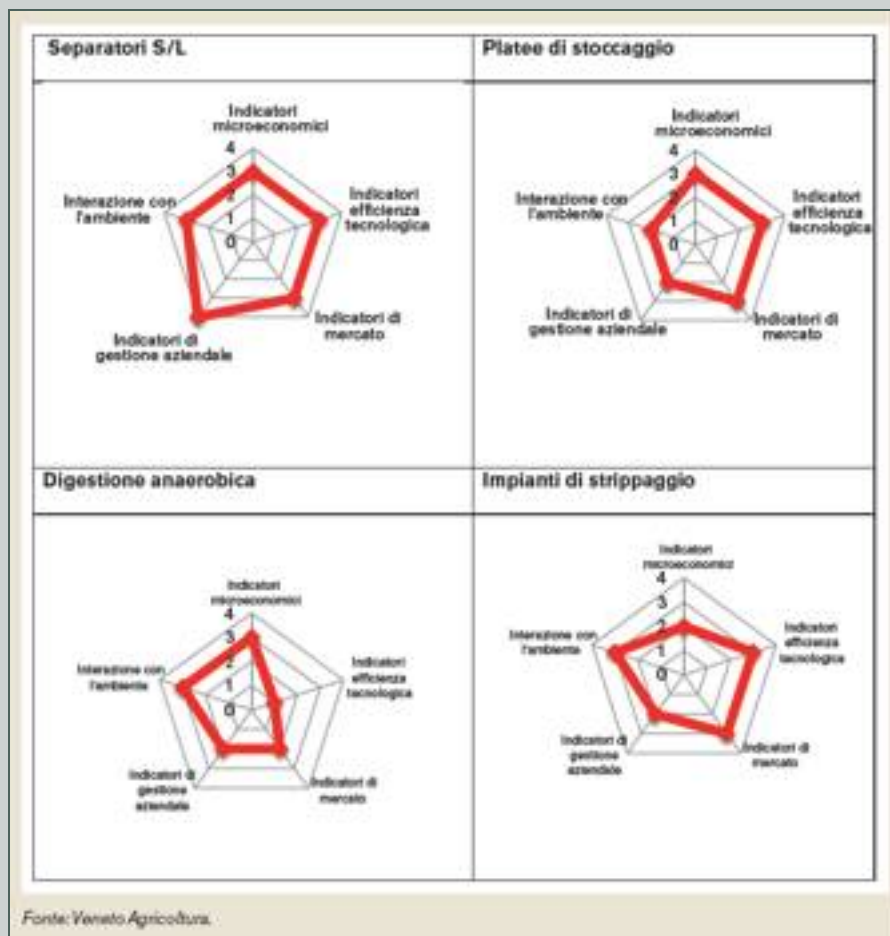 Separatori S/L
Indicatori
microeconomici
4
3
2
1
0
Indicatori
efficienza
tecnologica
Indicatori di
mercato
Indicatori di
gestione aziendale
Interazione con
l'ambiente
Platee di stoccaggio
Indicatori
microeconomici
4
3
2
1
0
Indicatori
efficienza
tecnologica
Indicatori di
mercato
Indicatori di
gestione aziendale
Interazione con
l'ambiente
Digestione anaerobica
Indicatori
microeconomici
4
3
2
1
0
Indicatori
efficienza
tecnologica
Indicatori di
mercato
Indicatori di
gestione
aziendale
Interazione con
l'ambiente
Impianti di strippaggio
Indicatori
microeconomici
4
3
2
1
0
Indicatori
efficienza
tecnologica
Indicatori di
mercato
Indicatori di
gestione
aziendale
Interazione con
l'ambiente
Fonte: Veneto Agricoltura.